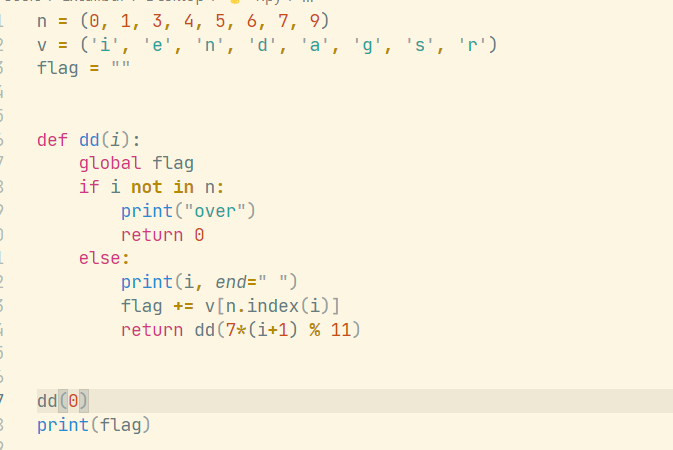 1 n = (0, 1, 3, 4, 5, 6, 7, 9)
2 v = ('i', 'e', 'n', 'd', 'a', 'g', 's', 'r')
3 flag = ""
4
5
6 def dd(i):
7     global flag
8     if i not in n:
9         print("over")
0         return 0
1     else:
2         print(i, end=" ")
3         flag += v[n.index(i)]
4         return dd(7*(i+1) % 11)
5
6
7 dd(0)
8 print(flag)